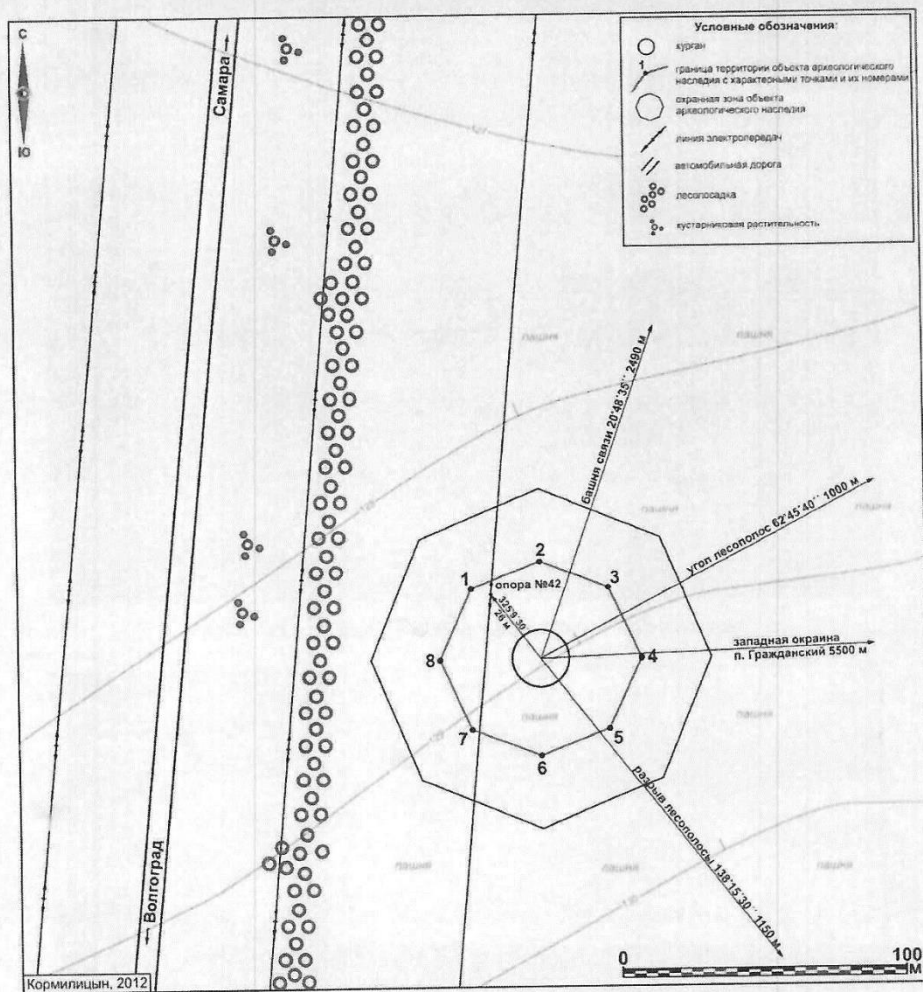 С
Ю
Самара
Волгоград
Условные обозначения:
курган
1
граница территории объекта археологического
наследия с характерными точками и их номерами
охранная зона объекта
археологического наследия
линия электропередач
автомобильная дорога
лесопосадка
кустарниковая растительность
пашня
пашня
башня связи 20°48'35'' 2490 м
пашня
пашня
угол лесополос 62°45'40'' 1000 м
2
1
опора №42
3
26 м
западная окраина
п. Гражданский 5500 м
8
4
пашня
пашня
7
5
6
разрыв лесополосы 138°15'30'' 1150 м
пашня
пашня
пашня
0
100
М
Кормилицын, 2012